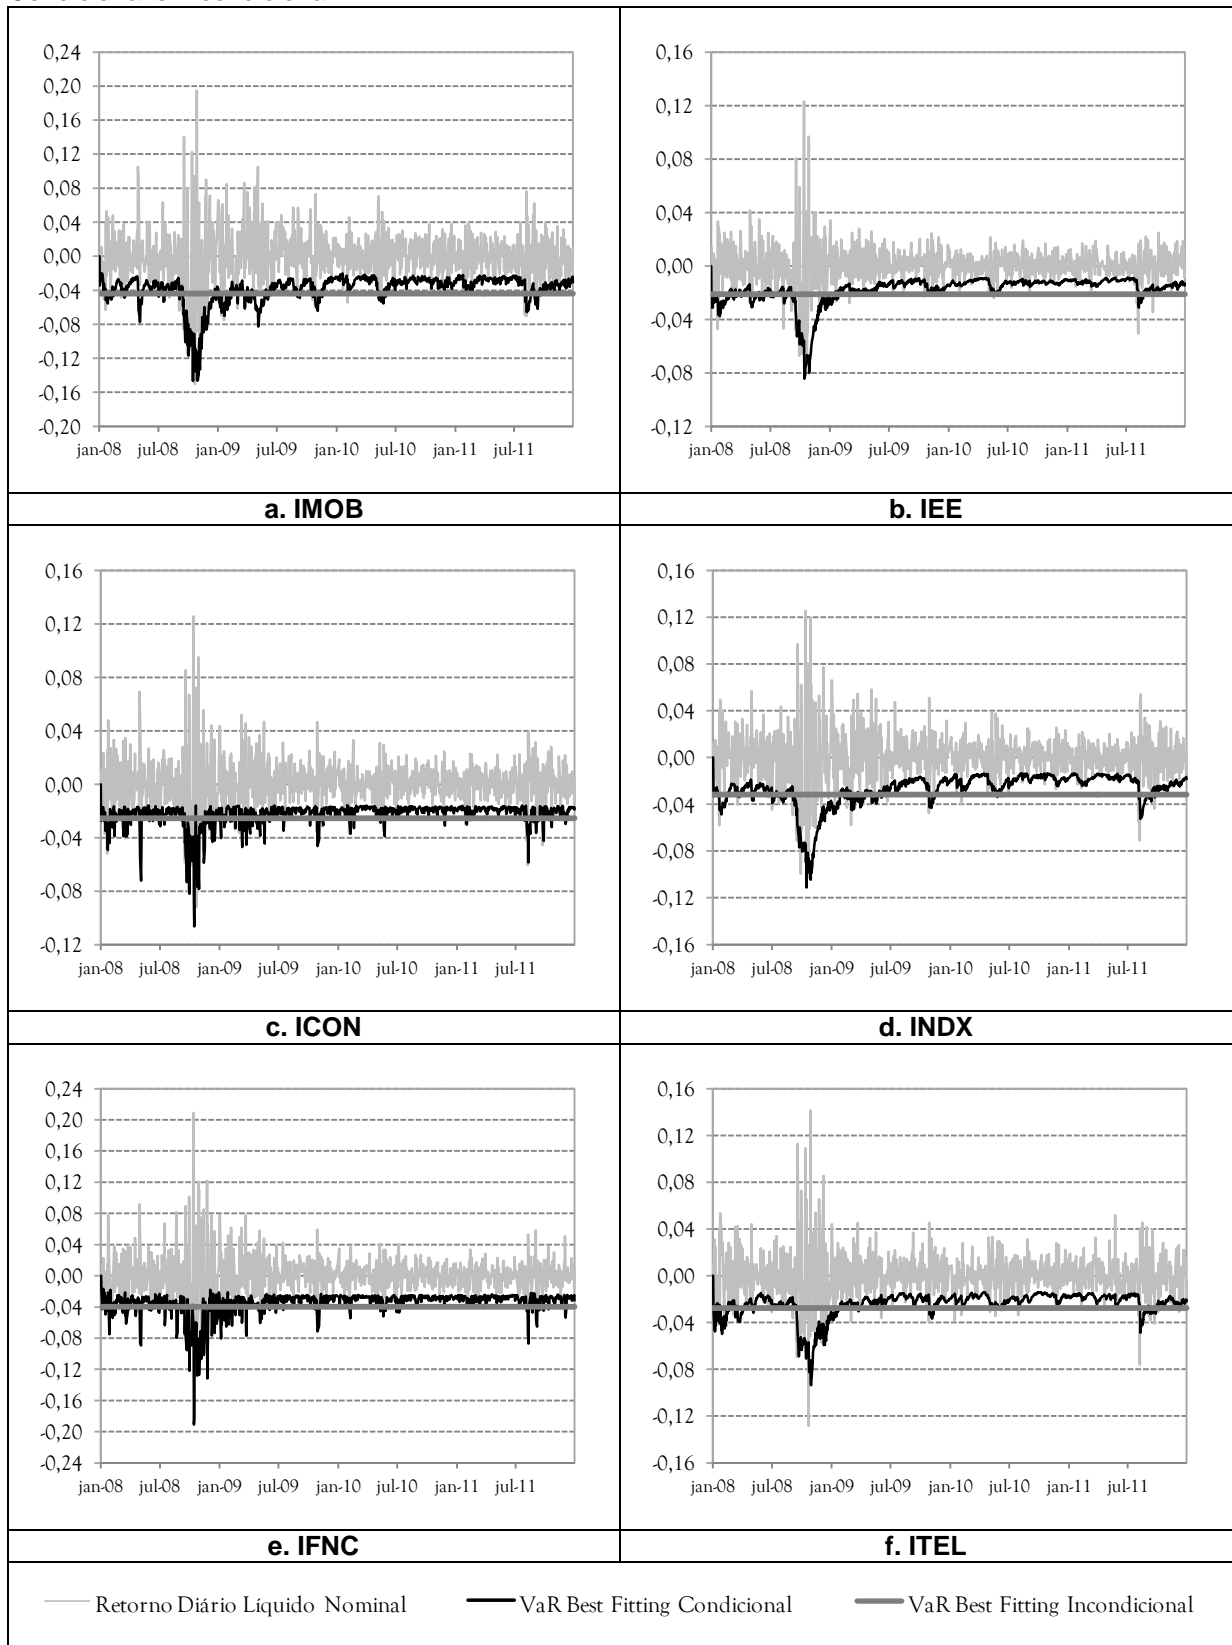 0,24 0,20 0,16 0,12 0,08 0,04 0,00 -0,04 -0,08 -0,12 -0,16 -0,20
jan-08 jul-08 jan-09 jul-09 jan-10 jul-10 jan-11 jul-11
0,16 0,12 0,08 0,04 0,00 -0,04 -0,08 -0,12
jan-08 jul-08 jan-09 jul-09 jan-10 jul-10 jan-11 jul-11
a. IMOB
b. IEE
0,16 0,12 0,08 0,04 0,00 -0,04 -0,08 -0,12
jan-08 jul-08 jan-09 jul-09 jan-10 jul-10 jan-11 jul-11
0,16 0,12 0,08 0,04 0,00 -0,04 -0,08 -0,12 -0,16
jan-08 jul-08 jan-09 jul-09 jan-10 jul-10 jan-11 jul-11
c. ICON
d. INDX
0,24 0,20 0,16 0,12 0,08 0,04 0,00 -0,04 -0,08 -0,12 -0,16 -0,20 -0,24
jan-08 jul-08 jan-09 jul-09 jan-10 jul-10 jan-11 jul-11
0,16 0,12 0,08 0,04 0,00 -0,04 -0,08 -0,12 -0,16
jan-08 jul-08 jan-09 jul-09 jan-10 jul-10 jan-11 jul-11
e. IFNC
f. ITEL
Retorno Diário Líquido Nominal VaR Best Fitting Condicional VaR Best Fitting Incondicional